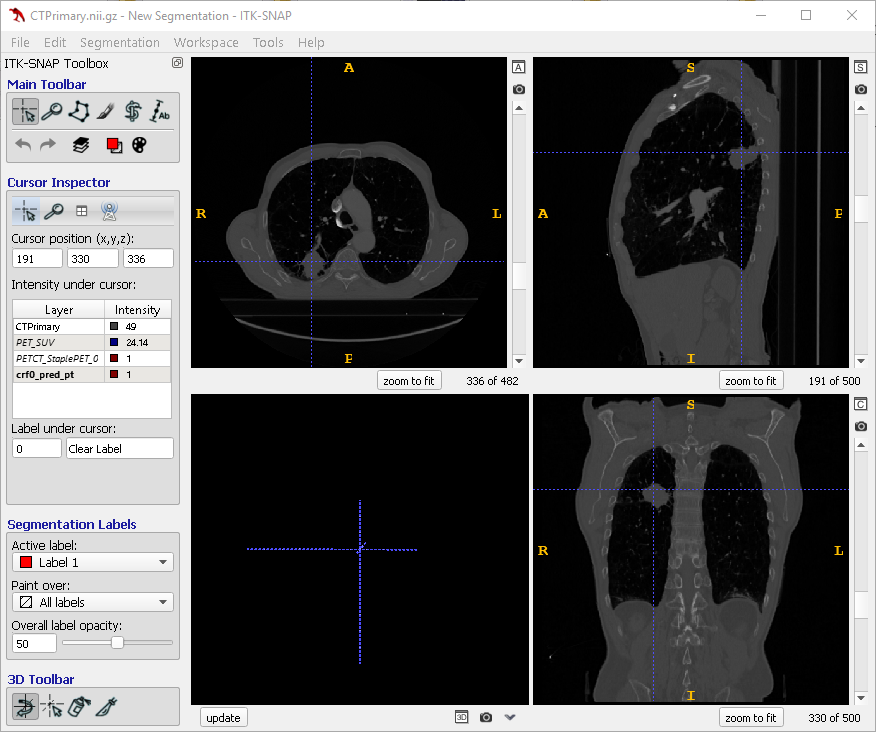 CTPrimary.nii.gz - New Segmentation - ITK-SNAP
File Edit Segmentation Workspace Tools Help
ITK-SNAP Toolbox
Main Toolbar
Ab
Cursor Inspector
Cursor position (x,y,z):
191 330 336
Intensity under cursor:
Layer Intensity
CTPrimary 49
PET_SUV 24.14
PETCT_StaplePET_0 1
crf0_pred_pt 1
Label under cursor:
0 Clear Label
Segmentation Labels
Active label:
Label 1
Paint over:
All labels
Overall label opacity:
50
3D Toolbar
A
R
L
P
A
zoom to fit 336 of 482
S
A
P
I
S
zoom to fit 191 of 500
update
3D
S
R
L
I
C
zoom to fit 330 of 500